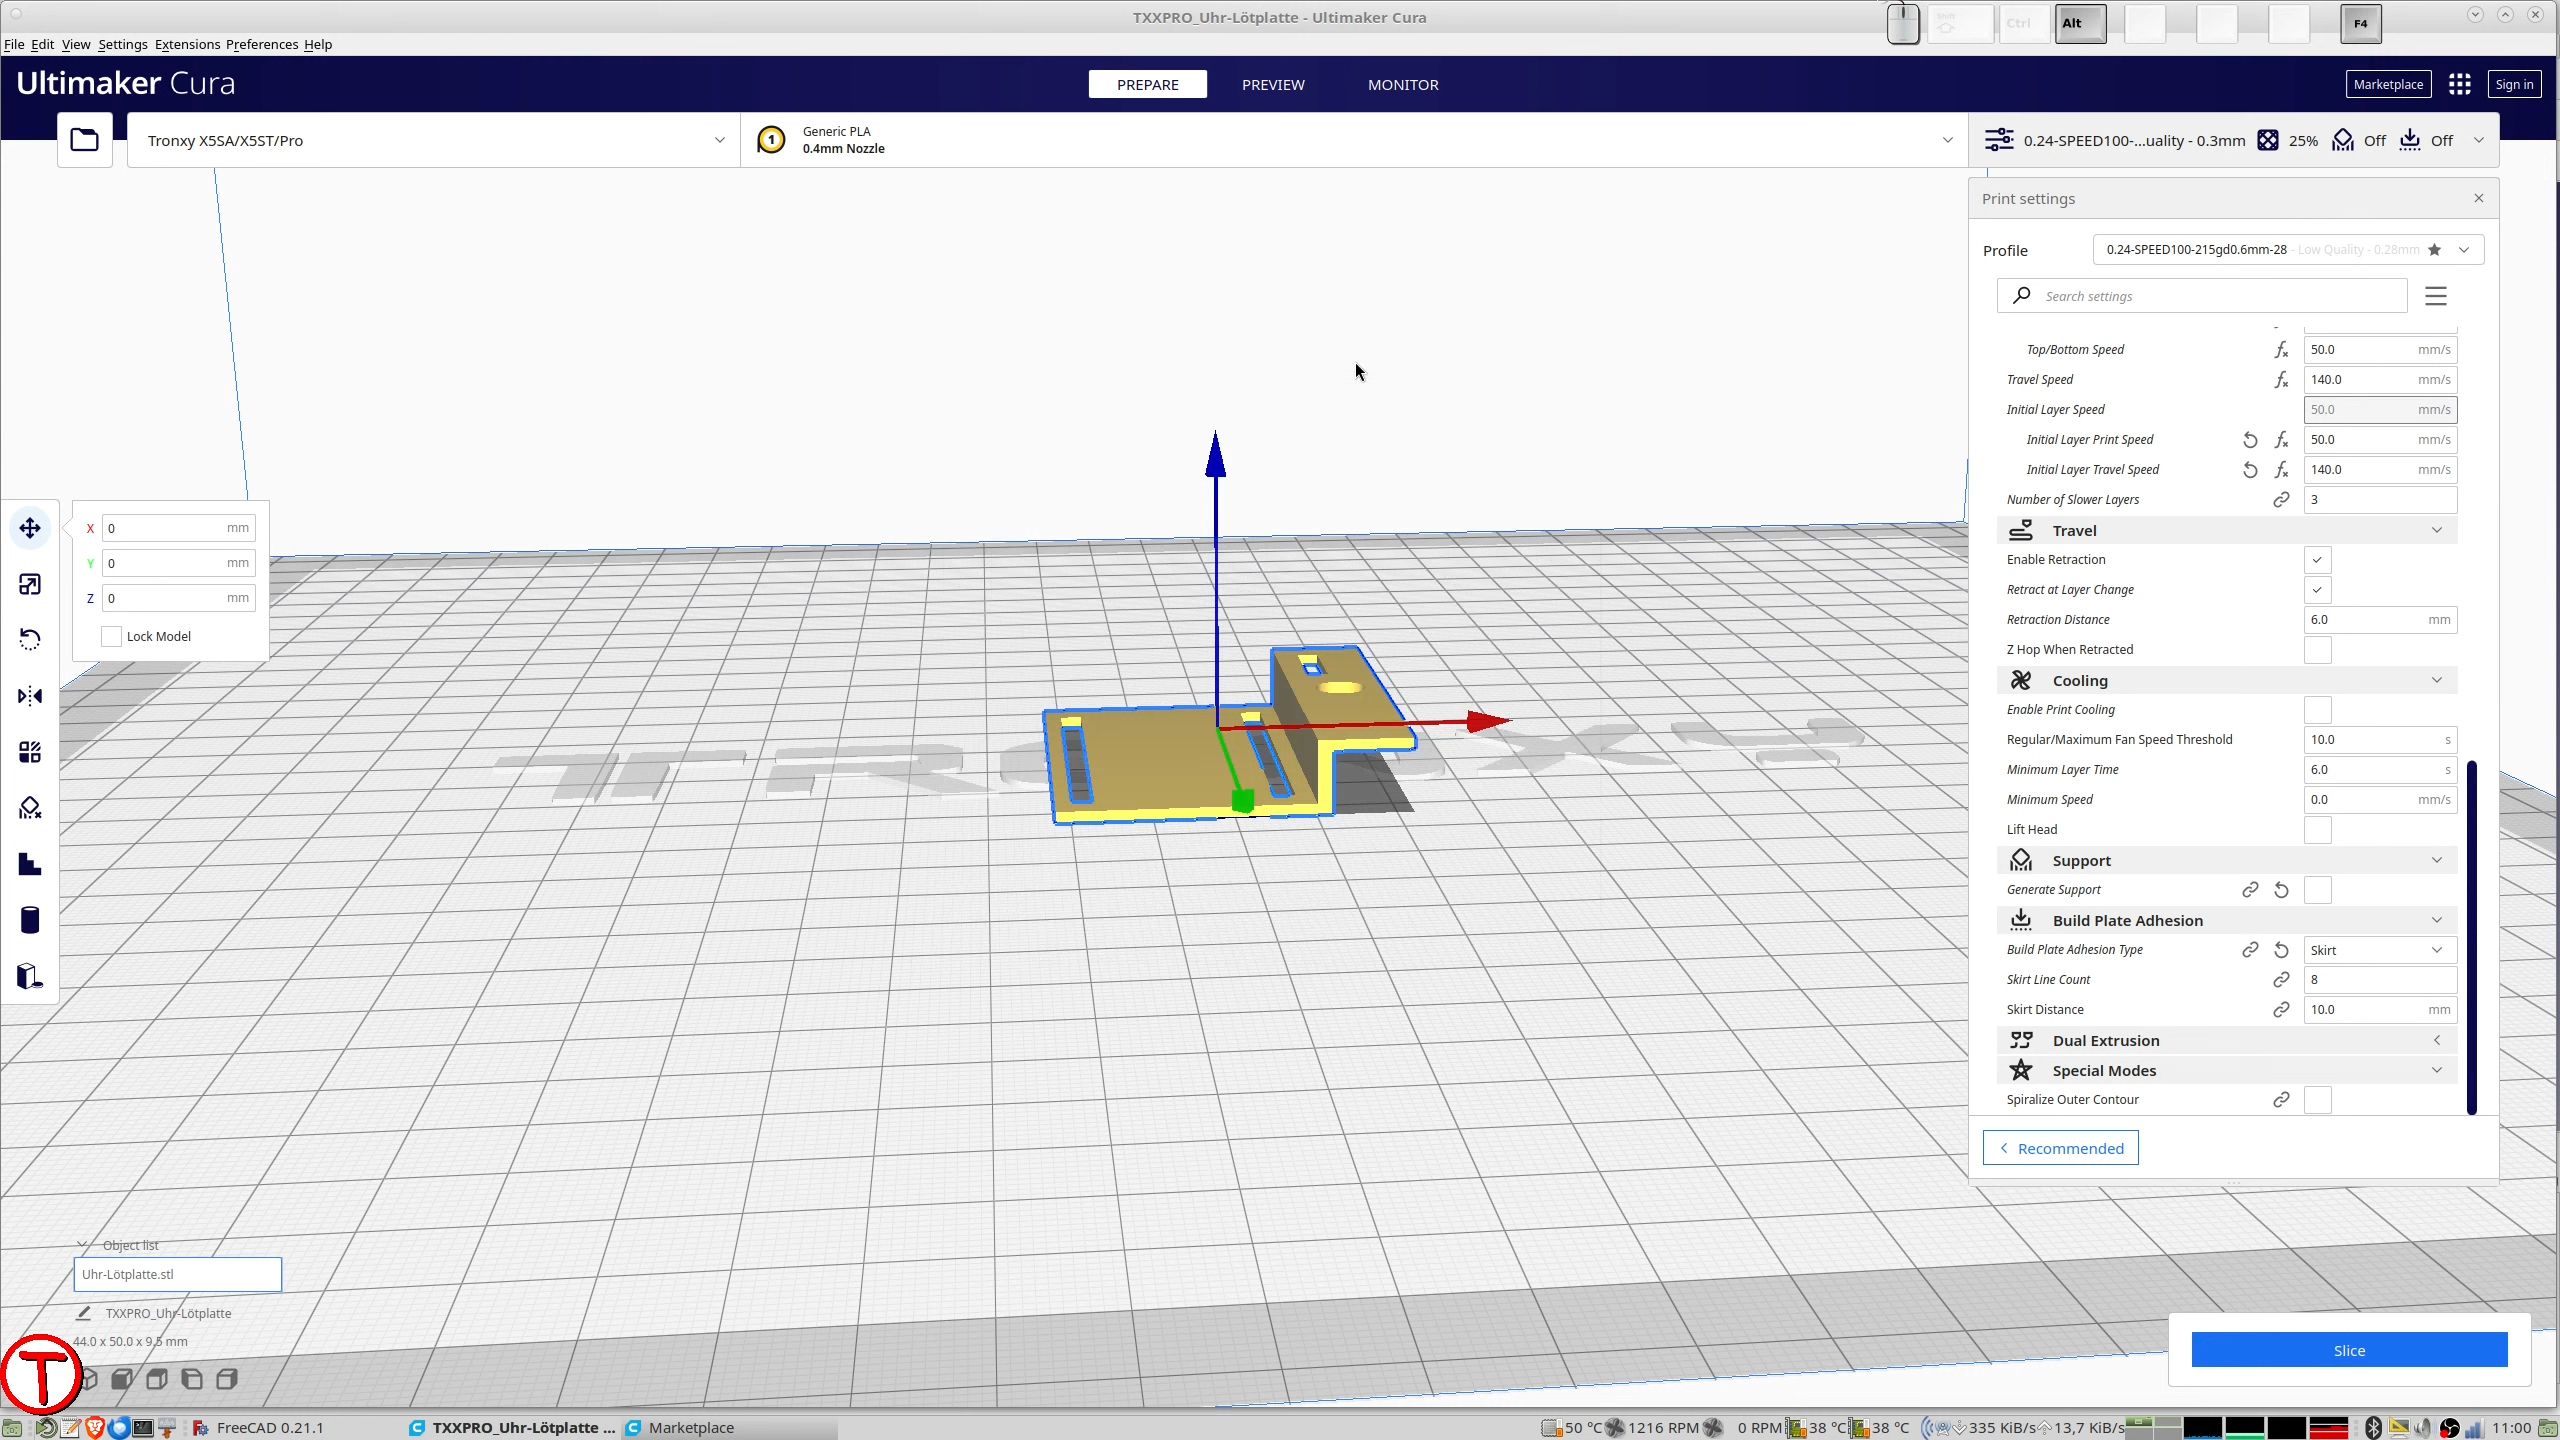 TXXPRO_Uhr-Lötplatte - Ultimaker Cura
Shift
Ctrl
Alt
F4
File Edit View Settings Extensions Preferences Help
Ultimaker Cura
PREPARE
PREVIEW
MONITOR
Marketplace
Sign in
Tronxy X5SA/X5ST/Pro
1
Generic PLA
0.4mm Nozzle
0.24-SPEED100-...uality - 0.3mm
25%
Off
Off
Print settings
Profile
0.24-SPEED100-215gd0.6mm-28 - Low Quality - 0.28mm
Search settings
Top/Bottom Speed 50.0 mm/s
Travel Speed 140.0 mm/s
Initial Layer Speed 50.0 mm/s
Initial Layer Print Speed 50.0 mm/s
Initial Layer Travel Speed 140.0 mm/s
Number of Slower Layers 3
Travel
Enable Retraction
Retract at Layer Change
Retraction Distance 6.0 mm
Z Hop When Retracted
Cooling
Enable Print Cooling
Regular/Maximum Fan Speed Threshold 10.0 s
Minimum Layer Time 6.0 s
Minimum Speed 0.0 mm/s
Lift Head
Support
Generate Support
Build Plate Adhesion
Build Plate Adhesion Type Skirt
Skirt Line Count 8
Skirt Distance 10.0 mm
Dual Extrusion
Special Modes
Spiralize Outer Contour
Recommended
X 0 mm
Y 0 mm
Z 0 mm
Lock Model
Object list
Uhr-Lötplatte.stl
TXXPRO_Uhr-Lötplatte
44.0 x 50.0 x 9.5 mm
T
Slice
FreeCAD 0.21.1
TXXPRO_Uhr-Lötplatte ...
Marketplace
50 °C
1216 RPM
0 RPM
38 °C
38 °C
335 KiB/s
13,7 KiB/s
11:00